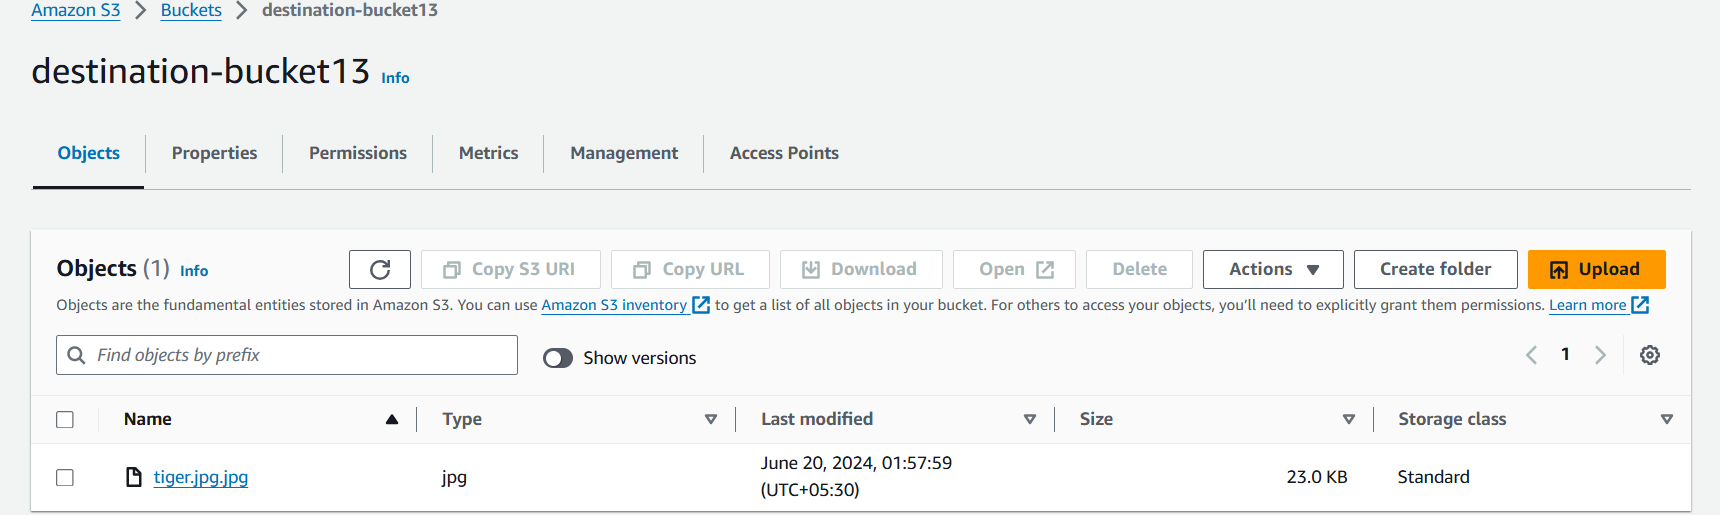 Amazon S3 > Buckets > destination-bucket13
destination-bucket13 Info
Objects Properties Permissions Metrics Management Access Points
Objects (1) Info Copy S3 URI Copy URL Download Open Delete Actions Create folder Upload
Objects are the fundamental entities stored in Amazon S3. You can use Amazon S3 inventory to get a list of all objects in your bucket. For others to access your objects, you'll need to explicitly grant them permissions. Learn more
Find objects by prefix Show versions 1
Name Type Last modified Size Storage class
tiger.jpg.jpg jpg June 20, 2024, 01:57:59 23.0 KB Standard
(UTC+05:30)